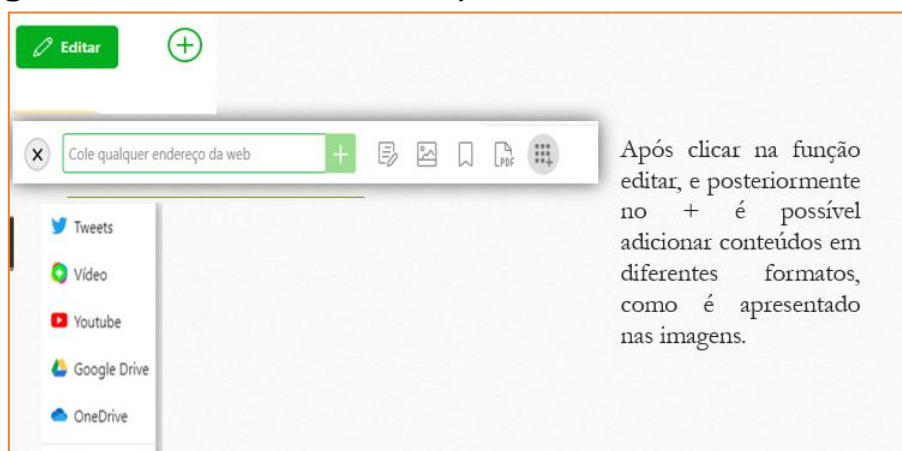 Editar
Cole qualquer endereço da web
PDF
Tweets
Vídeo
Youtube
Google Drive
OneDrive
Após clicar na função
editar, e posteriormente
no + é possível
adicionar conteúdos em
diferentes formatos,
como é apresentado
nas imagens.